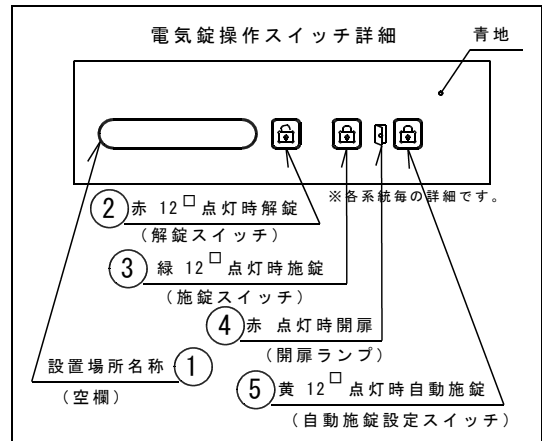 電気錠操作スイッチ詳細
青地
※各系統毎の詳細です。
② 赤 12□点灯時解錠
(解錠スイッチ)
③ 緑 12□点灯時施錠
(施錠スイッチ)
④ 赤 点灯時開扉
(開扉ランプ)
設置場所名称 ①
(空欄)
⑤ 黄 12□点灯時自動施錠
(自動施錠設定スイッチ)